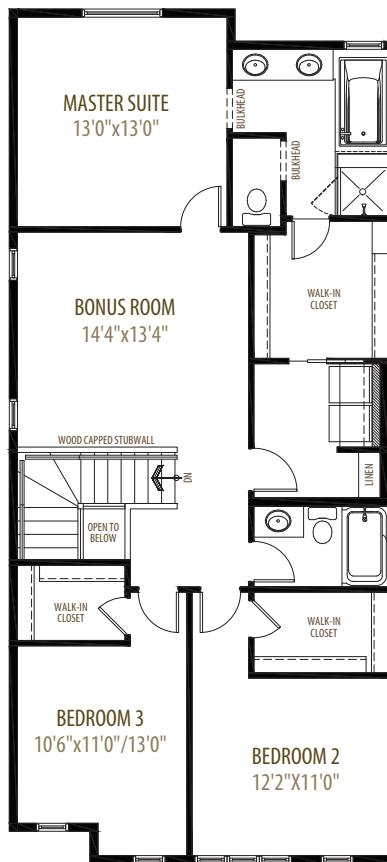 MASTER SUITE
13'0"x13'0"
BULKHEAD
BULKHEAD
BONUS ROOM
14'4"x13'4"
WALK-IN
CLOSET
WOOD CAPPED STUBWALL
DN
LINEN
OPEN TO
BELOW
WALK-IN
CLOSET
WALK-IN
CLOSET
BEDROOM 3
10'6"x11'0"/13'0"
BEDROOM 2
12'2"X11'0"